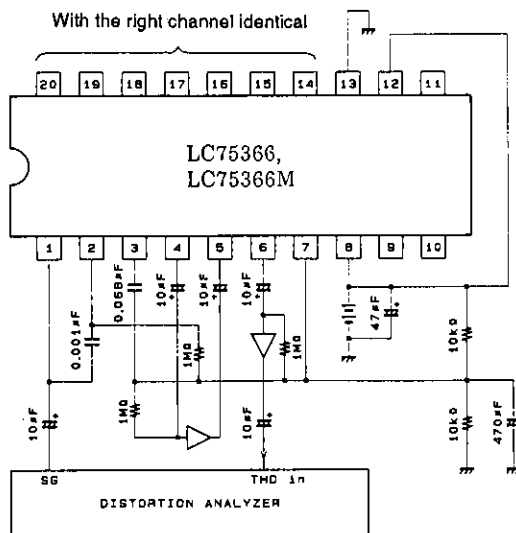 With the right channel identical
20 19 18 17 16 15 14 13 12 11
LC75366,
LC75366M
1 2 3 4 5 6 7 8 9 10
0.001µF
0.068µF
10µF
10µF
10µF
47µF
10kΩ
1MΩ
1MΩ
10µF
1MΩ
10µF
10kΩ
470µF
SG
THD in
DISTORTION ANALYZER